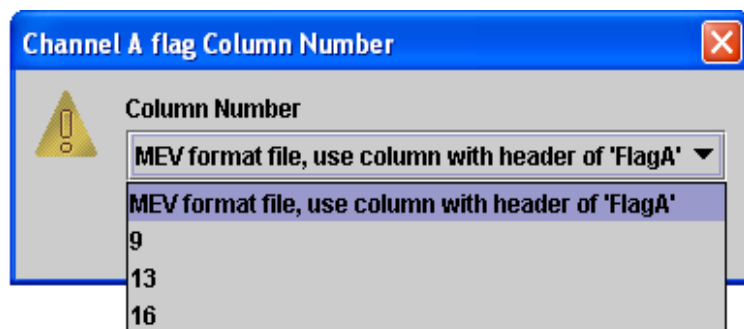 Channel A flag Column Number
Column Number
MEV format file, use column with header of 'FlagA'
MEV format file, use column with header of 'FlagA'
9
13
16